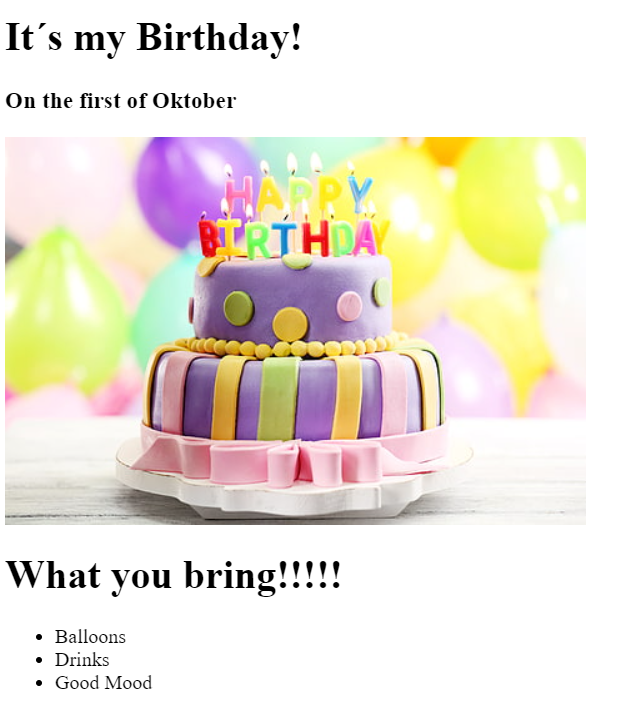 It´s my Birthday!
On the first of Oktober
HAPPY
BIRTHDAY
What you bring!!!!!
Balloons
Drinks
Good Mood